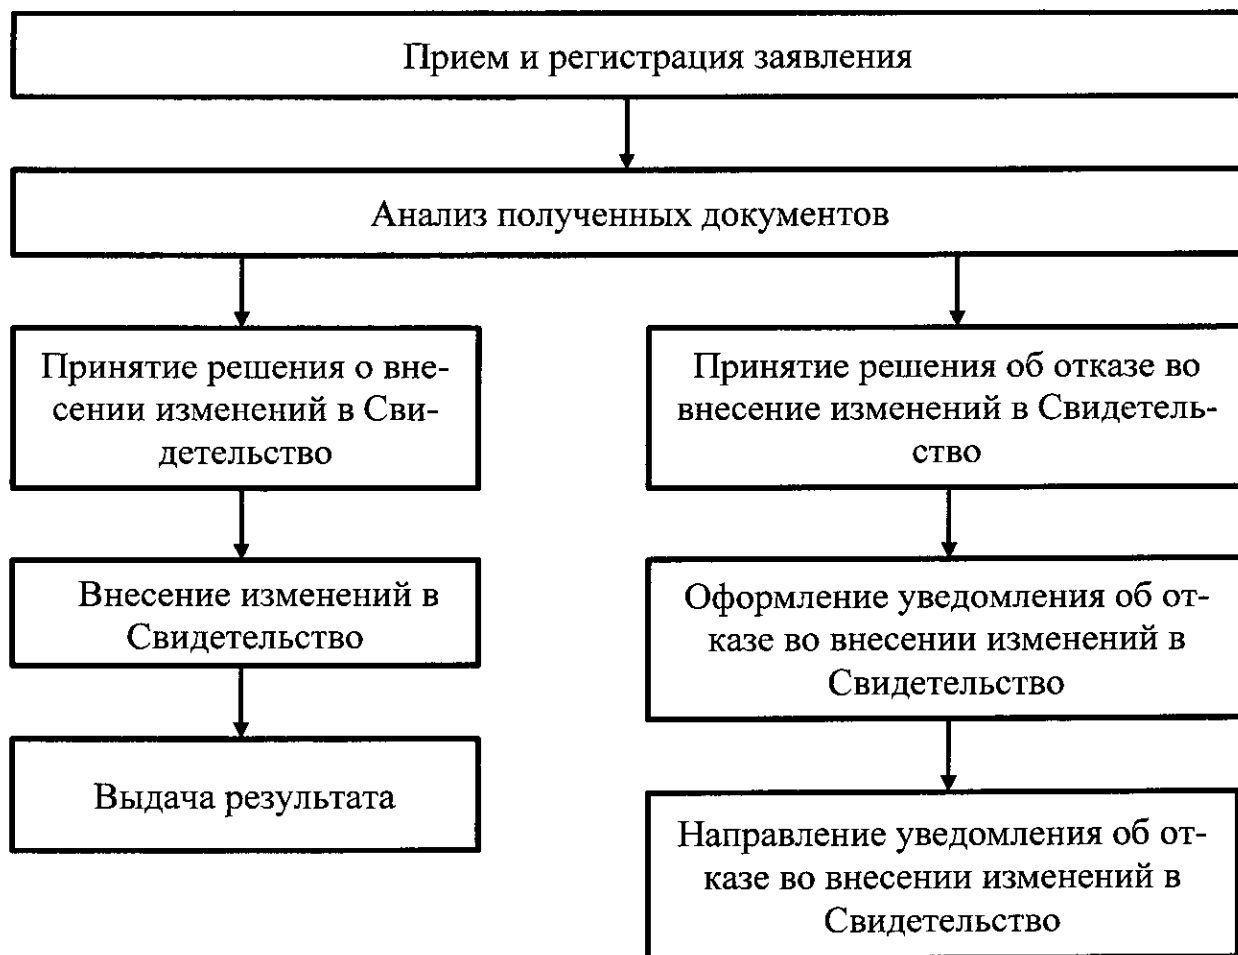 Прием и регистрация заявления
Анализ полученных документов
Принятие решения о вне-
сении изменений в Сви-
детельство
Внесение изменений в
Свидетельство
Выдача результата
Принятие решения об отказе во
внесение изменений в Свидетель-
ство
Оформление уведомления об от-
казе во внесении изменений в
Свидетельство
Направление уведомления об от-
казе во внесении изменений в
Свидетельство